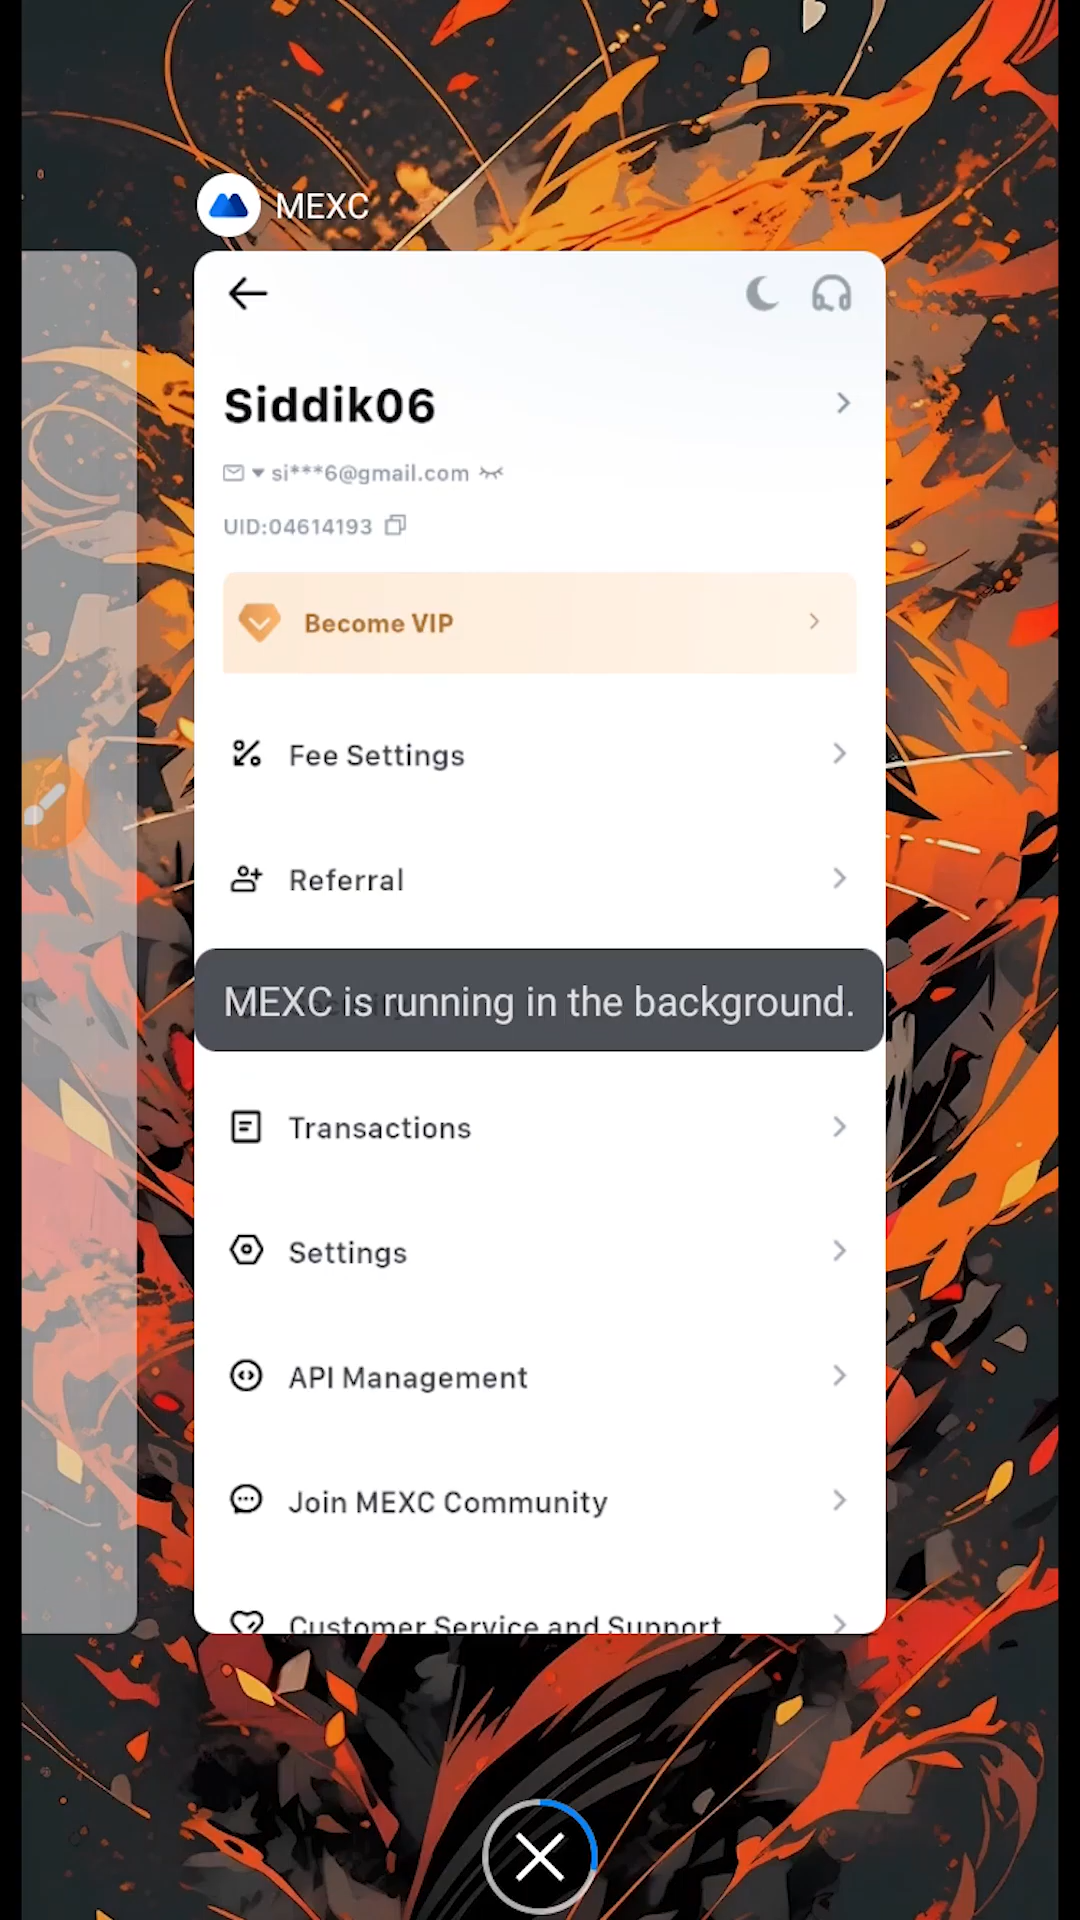 MEXC
Siddik06
si***6@gmail.com
UID:04614193
Become VIP
Fee Settings
Referral
MEXC is running in the background.
Transactions
Settings
API Management
Join MEXC Community
Customer Service and Support